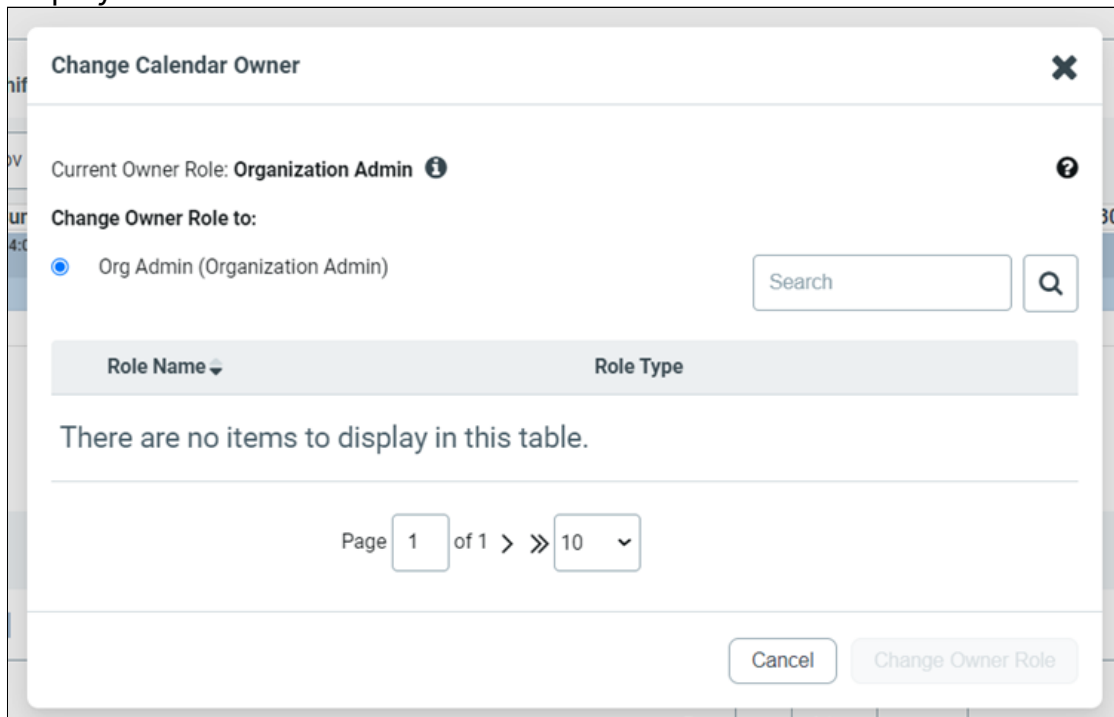 Change Calendar Owner
Current Owner Role: Organization Admin
Change Owner Role to:
Org Admin (Organization Admin)
Search
Role Name Role Type
There are no items to display in this table.
Page 1 of 1 10
Cancel Change Owner Role